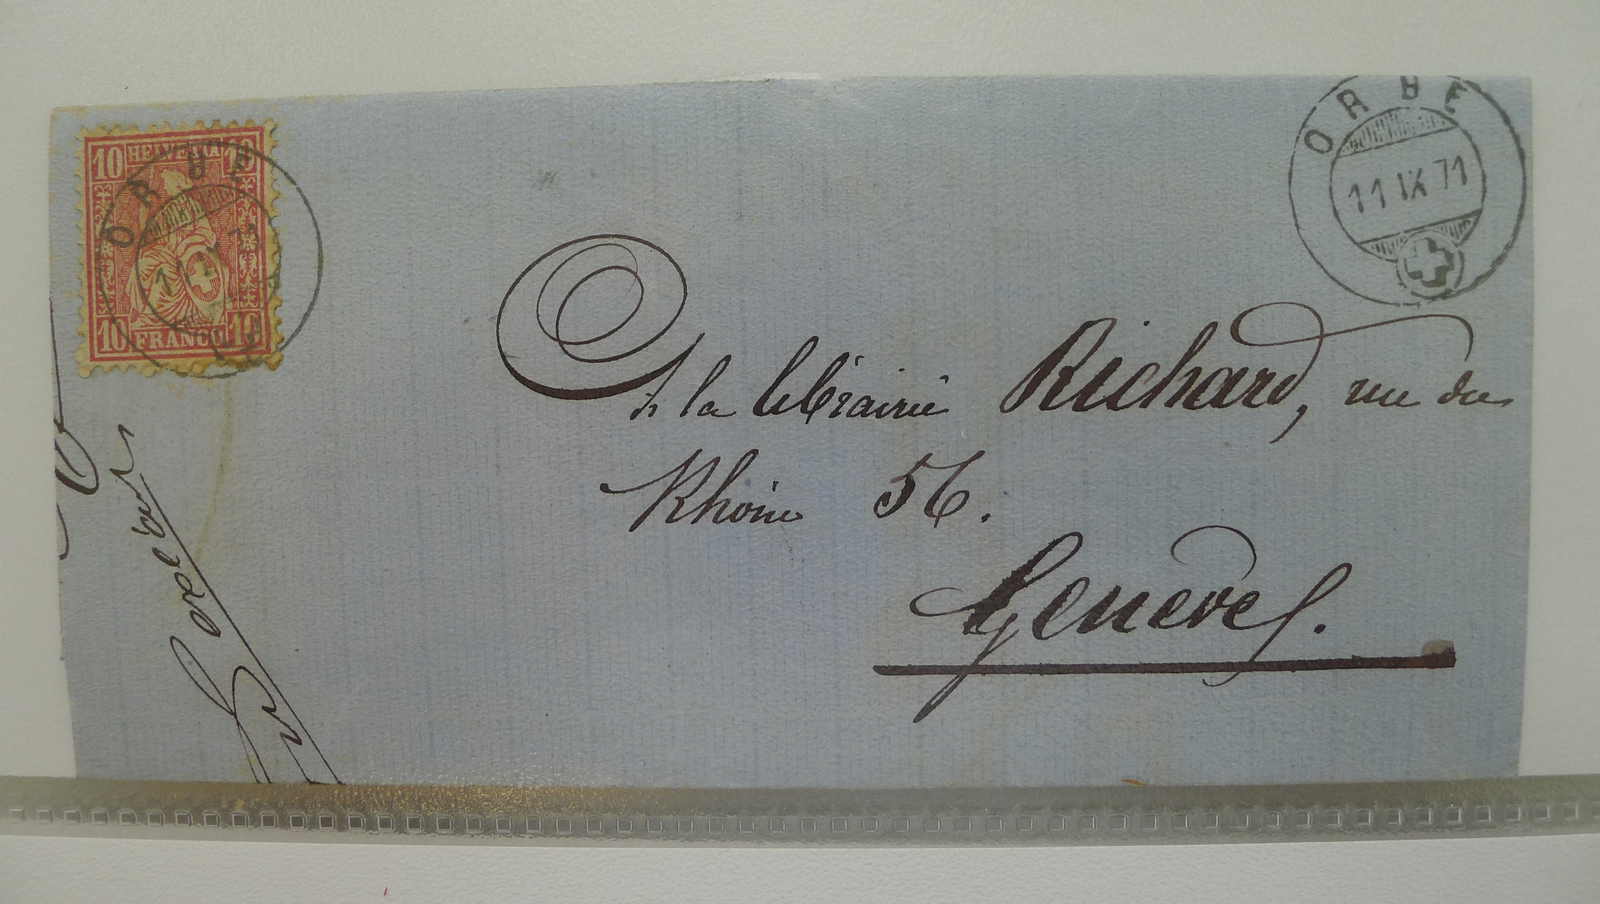 10 HELVETIA 10
10 FRANCO 10
ORBE
11
ORBE
11 IX 71
A la librairie Richard, rue du
Rhône 56.
Genève.